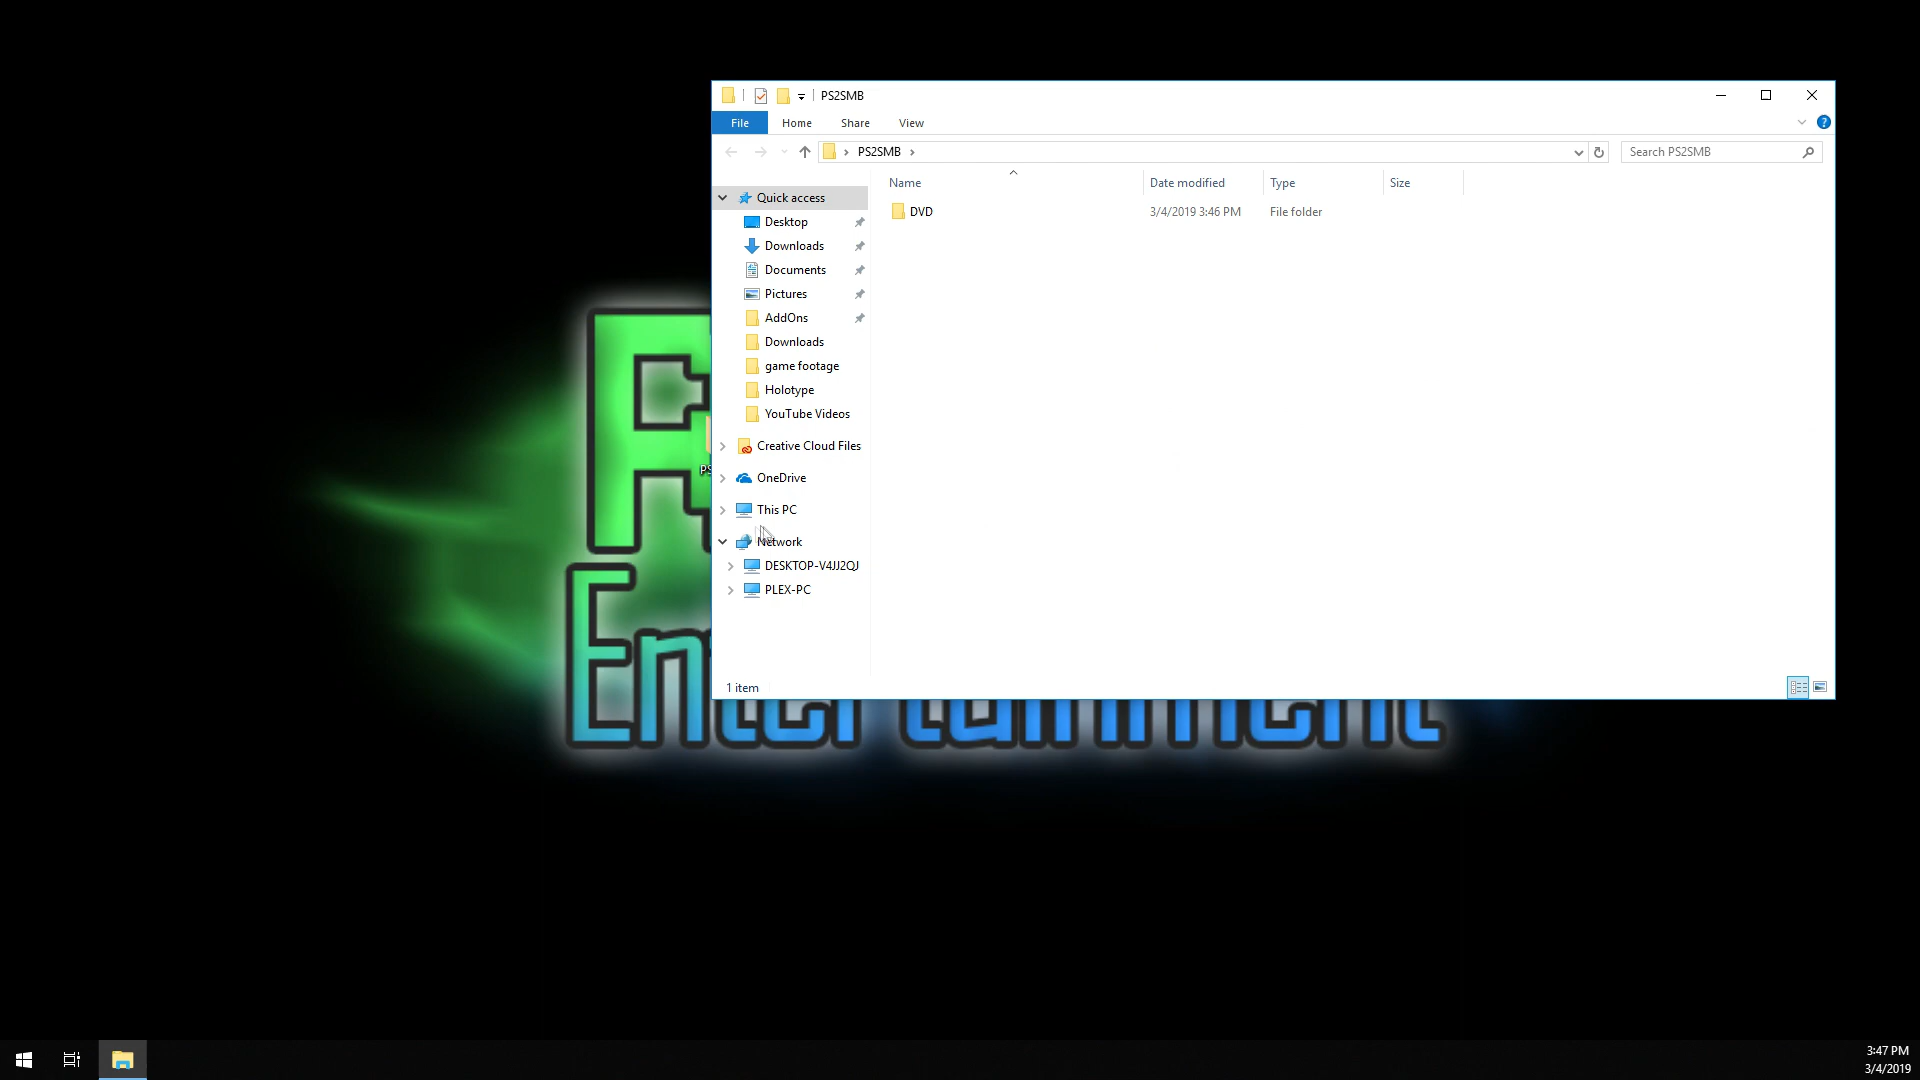 PS2SMB
File Home Share View
PS2SMB
Search PS2SMB
Name Date modified Type Size
Quick access
DVD 3/4/2019 3:46 PM File folder
Desktop
Downloads
Documents
Pictures
AddOns
Downloads
game footage
Holotype
YouTube Videos
Creative Cloud Files
OneDrive
This PC
Network
DESKTOP-V4JJ2QJ
PLEX-PC
1 item
Entertainment
3:47 PM
3/4/2019